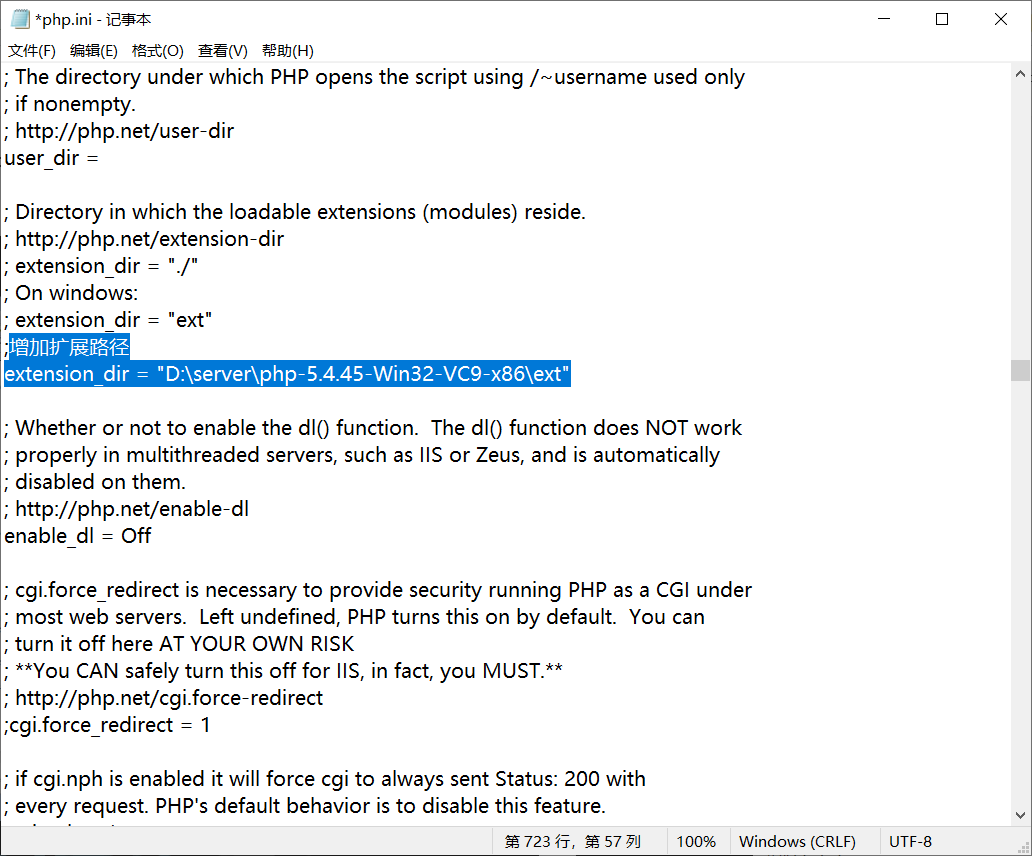 *php.ini - 记事本
文件(F) 编辑(E) 格式(O) 查看(V) 帮助(H)
; The directory under which PHP opens the script using /~username used only
; if nonempty.
; http://php.net/user-dir
user_dir =
; Directory in which the loadable extensions (modules) reside.
; http://php.net/extension-dir
; extension_dir = "./"
; On windows:
; extension_dir = "ext"
;增加扩展路径
extension_dir = "D:\server\php-5.4.45-Win32-VC9-x86\ext"
; Whether or not to enable the dl() function.  The dl() function does NOT work
; properly in multithreaded servers, such as IIS or Zeus, and is automatically
; disabled on them.
; http://php.net/enable-dl
enable_dl = Off
; cgi.force_redirect is necessary to provide security running PHP as a CGI under
; most web servers.  Left undefined, PHP turns this on by default.  You can
; turn it off here AT YOUR OWN RISK
; **You CAN safely turn this off for IIS, in fact, you MUST.**
; http://php.net/cgi.force-redirect
;cgi.force_redirect = 1
; if cgi.nph is enabled it will force cgi to always sent Status: 200 with
; every request. PHP's default behavior is to disable this feature.
第 723 行，第 57 列 100% Windows (CRLF) UTF-8